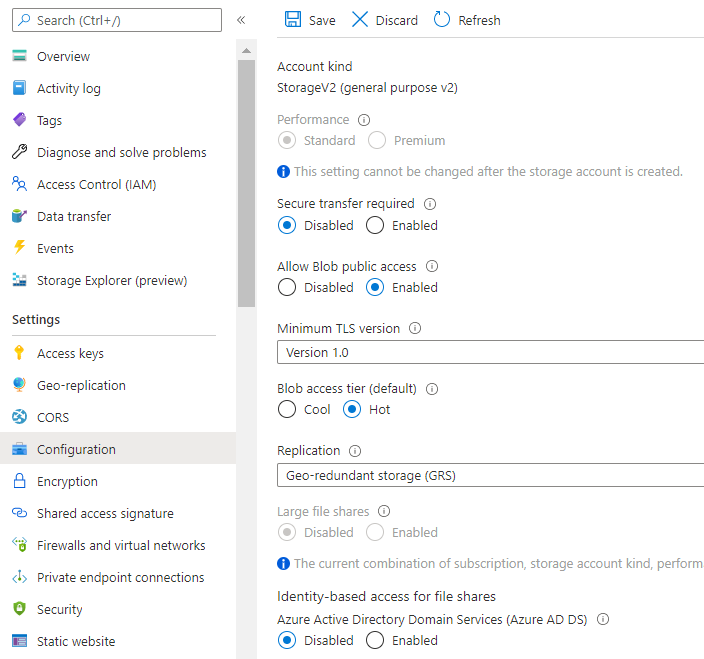 Search (Ctrl+/)
«
Overview
Activity log
Tags
Diagnose and solve problems
Access Control (IAM)
Data transfer
Events
Storage Explorer (preview)
Settings
Access keys
Geo-replication
CORS
Configuration
Encryption
Shared access signature
Firewalls and virtual networks
Private endpoint connections
Security
Static website
Save Discard Refresh
Account kind
StorageV2 (general purpose v2)
Performance
Standard Premium
This setting cannot be changed after the storage account is created.
Secure transfer required
Disabled Enabled
Allow Blob public access
Disabled Enabled
Minimum TLS version
Version 1.0
Blob access tier (default)
Cool Hot
Replication
Geo-redundant storage (GRS)
Large file shares
Disabled Enabled
The current combination of subscription, storage account kind, perform
Identity-based access for file shares
Azure Active Directory Domain Services (Azure AD DS)
Disabled Enabled